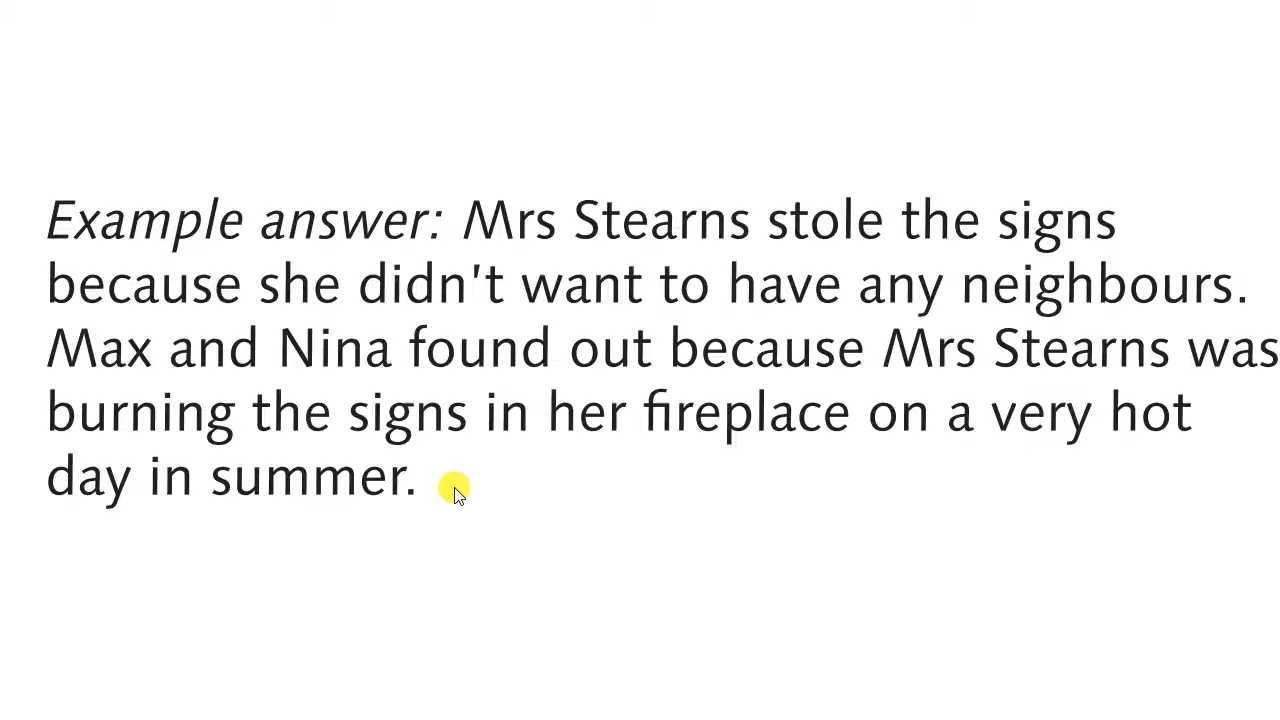 Example answer: Mrs Stearns stole the signs
because she didn't want to have any neighbours.
Max and Nina found out because Mrs Stearns was
burning the signs in her fireplace on a very hot
day in summer.